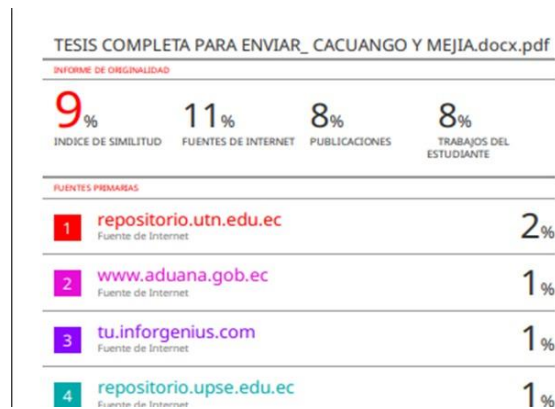 TESIS COMPLETA PARA ENVIAR_ CACUANGO Y MEJIA.docx.pdf
INFORME DE ORIGINALIDAD
9% 11% 8% 8%
INDICE DE SIMILITUD FUENTES DE INTERNET PUBLICACIONES TRABAJOS DEL
ESTUDIANTE
FUENTES PRIMARIAS
1 repositorio.utn.edu.ec 2%
Fuente de Internet
2 www.aduana.gob.ec 1%
Fuente de Internet
3 tu.inforgenius.com 1%
Fuente de Internet
4 repositorio.upse.edu.ec 1%
Fuente de Internet